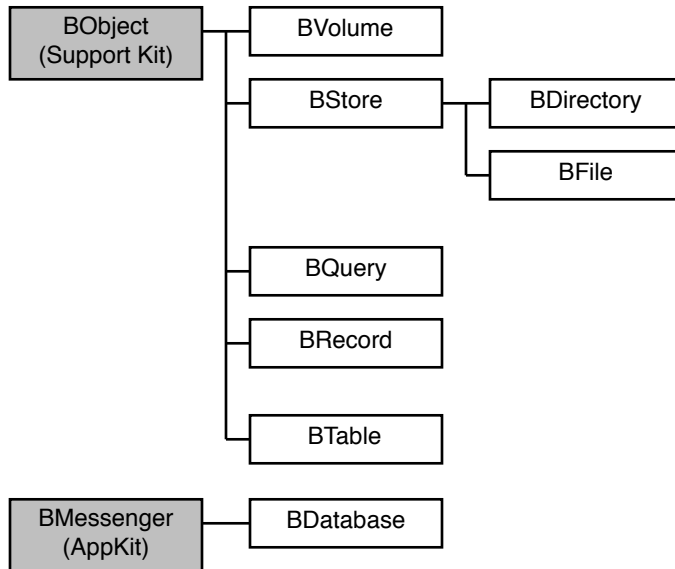 BObject
(Support Kit)
BVolume
BStore
BDirectory
BFile
BQuery
BRecord
BTable
BMessenger
(AppKit)
BDatabase